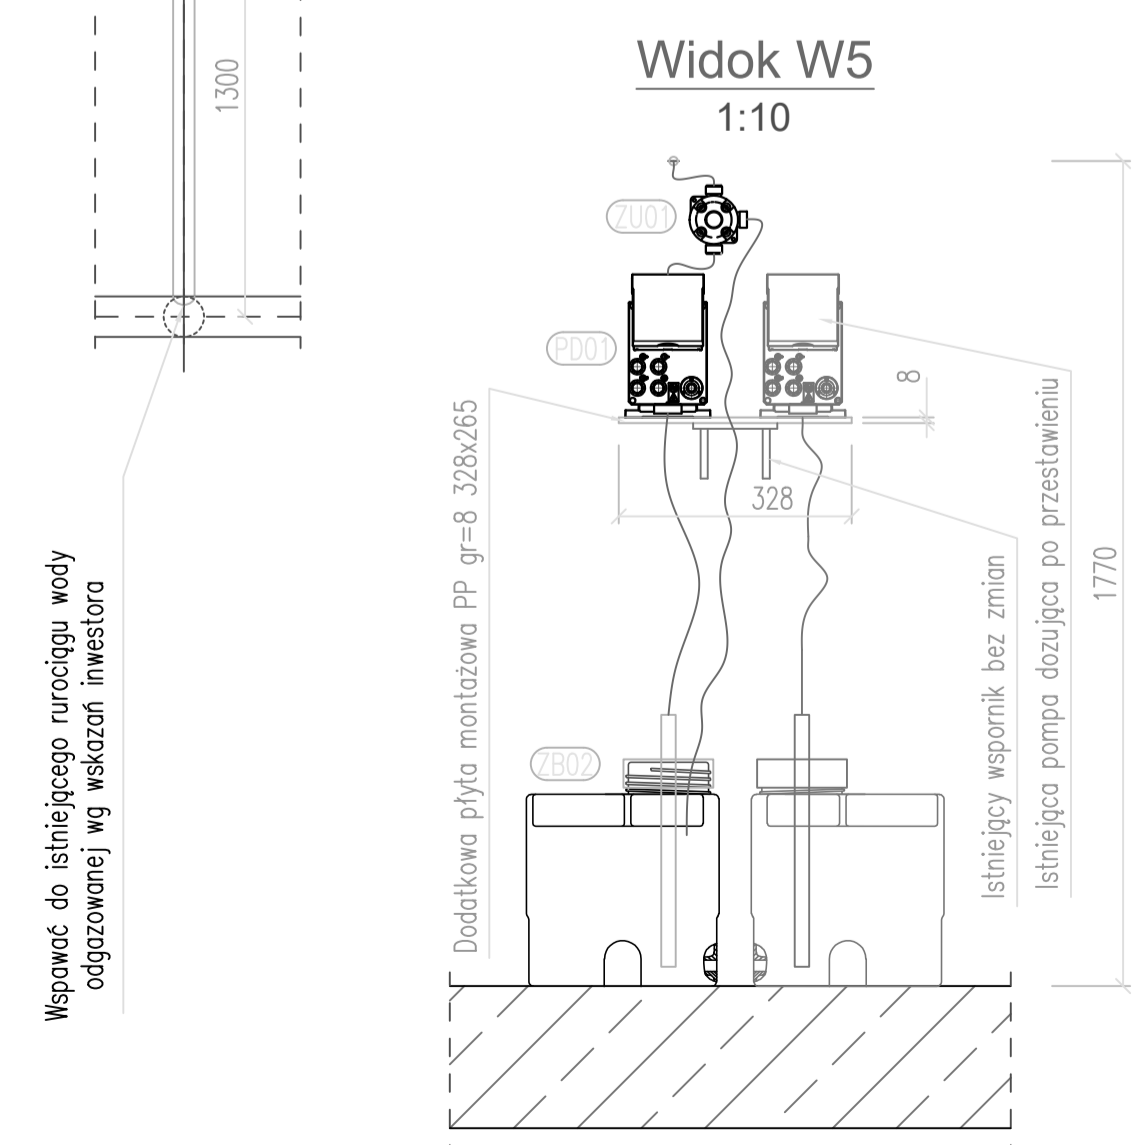 Widok W5
1:10
1300
ZU01
PD01
8
328
1770
ZB02
Dodatkowa płyta montażowa PP gr=8 328x265
Istniejący wspornik bez zmian
Istniejąca pompa dozująca po przestawieniu
Wspawać do istniejącego rurociągu wody
odgazowanej wg wskazań inwestora